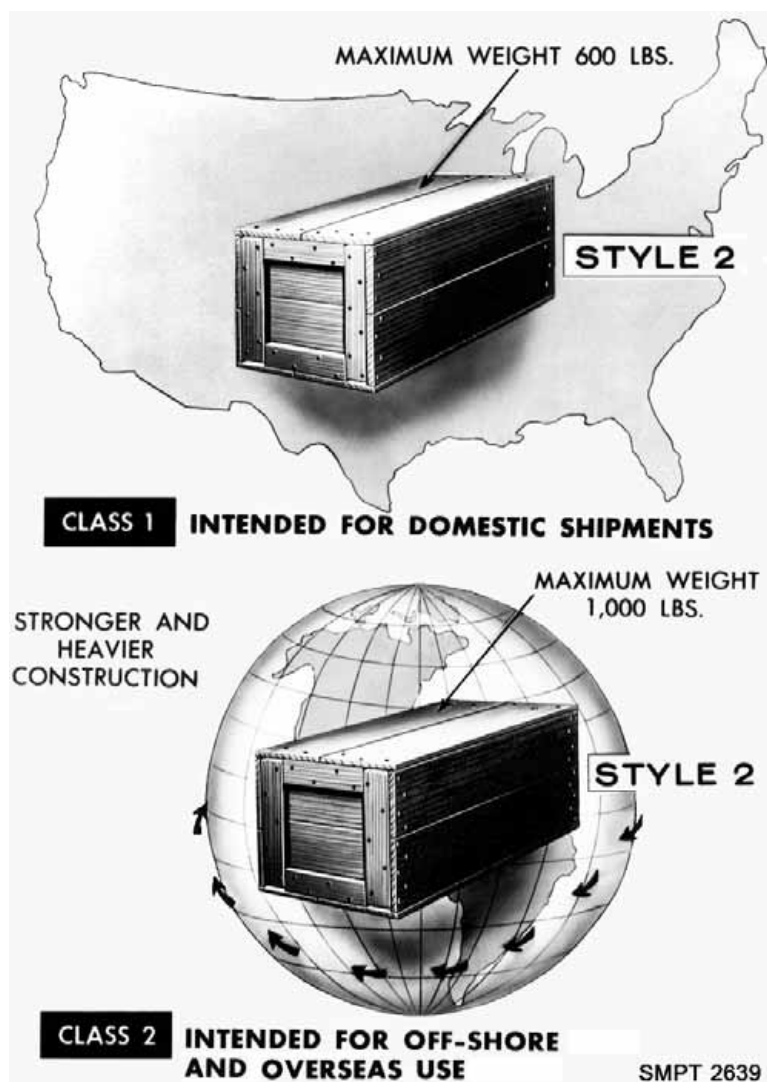 MAXIMUM WEIGHT 600 LBS.
STYLE 2
CLASS 1 INTENDED FOR DOMESTIC SHIPMENTS
STRONGER AND
HEAVIER
CONSTRUCTION
MAXIMUM WEIGHT
1,000 LBS.
STYLE 2
CLASS 2 INTENDED FOR OFF-SHORE
AND OVERSEAS USE
SMPT 2639